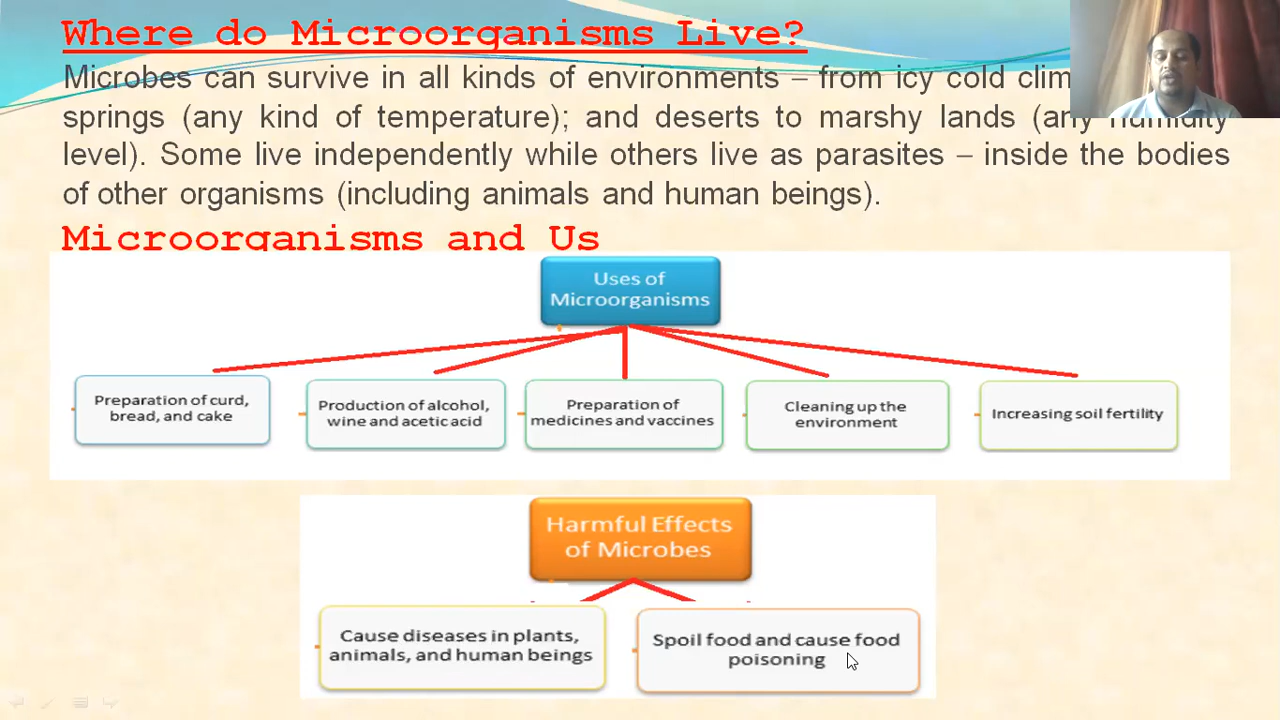 Where do Microorganisms Live?
Microbes can survive in all kinds of environments – from icy cold clim
springs (any kind of temperature); and deserts to marshy lands (any humidity
level). Some live independently while others live as parasites – inside the bodies
of other organisms (including animals and human beings).
Microorganisms and Us
Uses of
Microorganisms
Preparation of curd,
bread, and cake
Production of alcohol,
wine and acetic acid
Preparation of
medicines and vaccines
Cleaning up the
environment
Increasing soil fertility
Harmful Effects
of Microbes
Cause diseases in plants,
animals, and human beings
Spoil food and cause food
poisoning